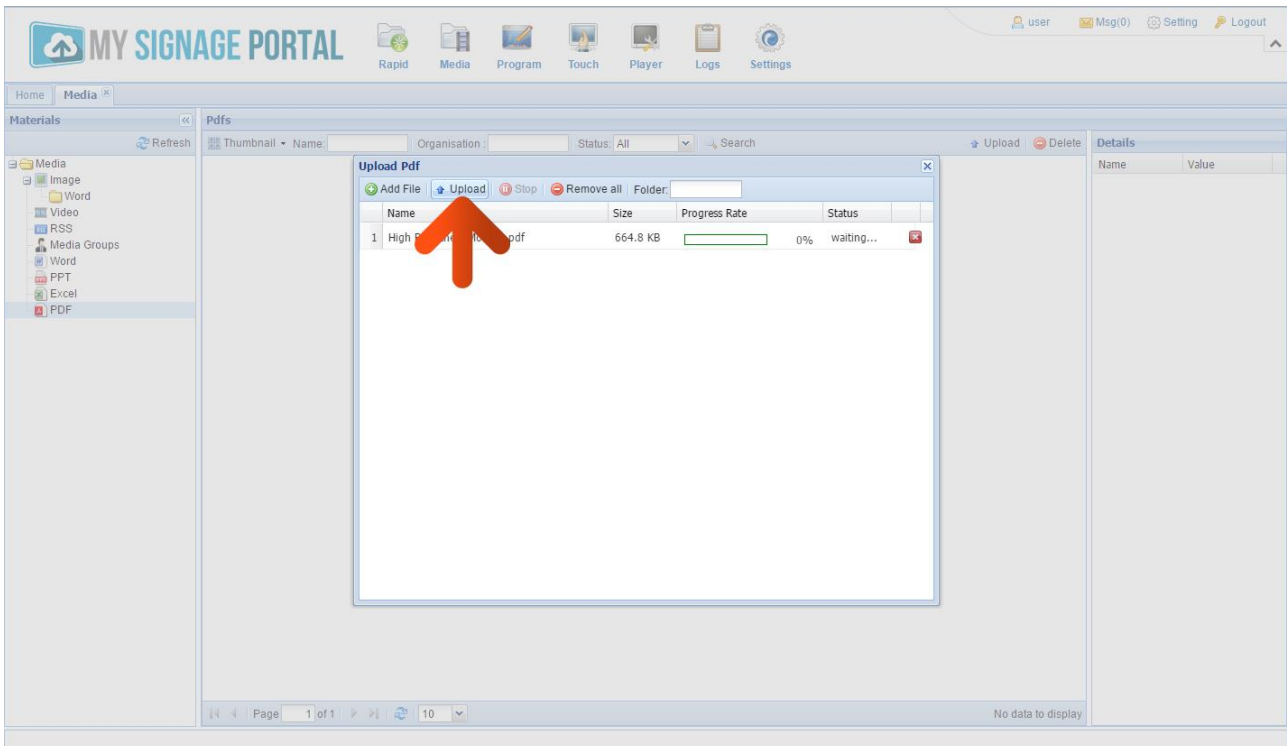 MY SIGNAGE PORTAL
Rapid Media Program Touch Player Logs Settings
user Msg(0) Setting Logout
Home Media
Materials
Refresh
Media
Image
Word
Video
RSS
Media Groups
Word
PPT
Excel
PDF
Pdfs
Thumbnail Name: Organisation : Status: All Search Upload Delete
Upload Pdf
Add File Upload Stop Remove all Folder:
Name Size Progress Rate Status
1 High pdf 664.8 KB 0% waiting...
Page 1 of 1 10 No data to display
Details
Name Value